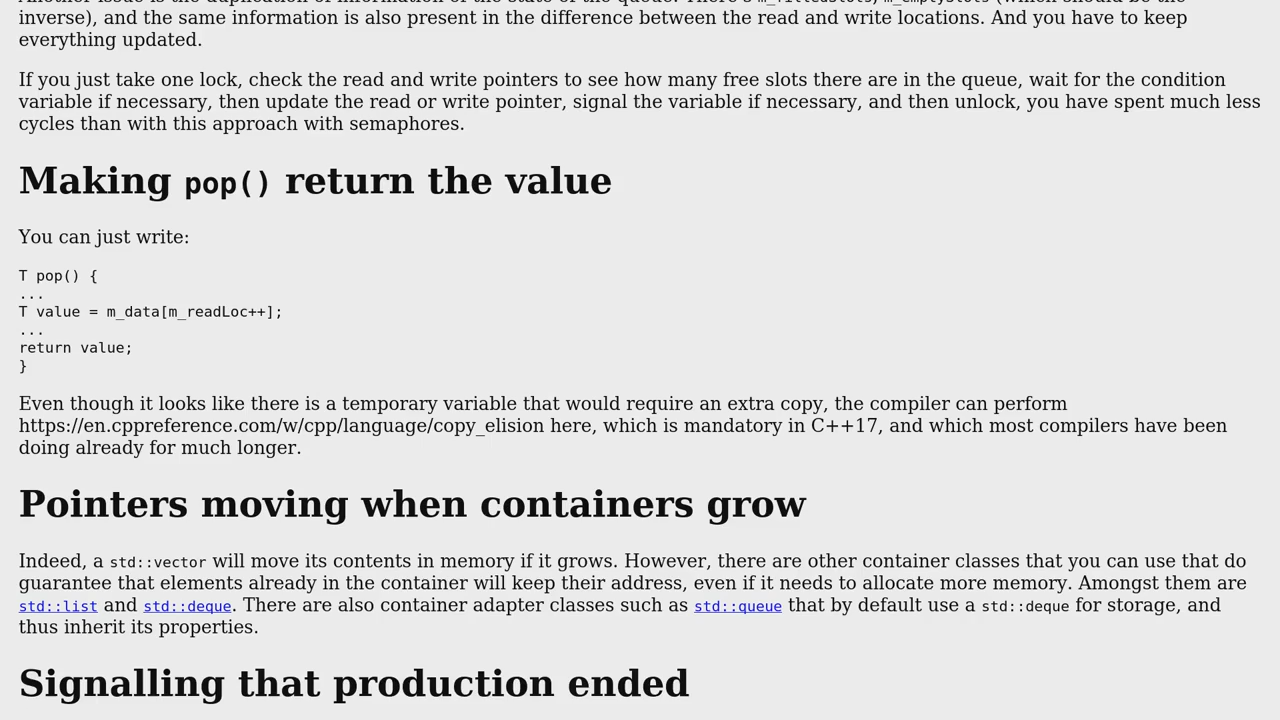 inverse), and the same information is also present in the difference between the read and write locations. And you have to keep
everything updated.
If you just take one lock, check the read and write pointers to see how many free slots there are in the queue, wait for the condition
variable if necessary, then update the read or write pointer, signal the variable if necessary, and then unlock, you have spent much less
cycles than with this approach with semaphores.
Making pop() return the value
You can just write:
T pop() {
...
T value = m_data[m_readLoc++];
...
return value;
}
Even though it looks like there is a temporary variable that would require an extra copy, the compiler can perform
https://en.cppreference.com/w/cpp/language/copy_elision here, which is mandatory in C++17, and which most compilers have been
doing already for much longer.
Pointers moving when containers grow
Indeed, a std::vector will move its contents in memory if it grows. However, there are other container classes that you can use that do
guarantee that elements already in the container will keep their address, even if it needs to allocate more memory. Amongst them are
std::list and std::deque. There are also container adapter classes such as std::queue that by default use a std::deque for storage, and
thus inherit its properties.
Signalling that production ended